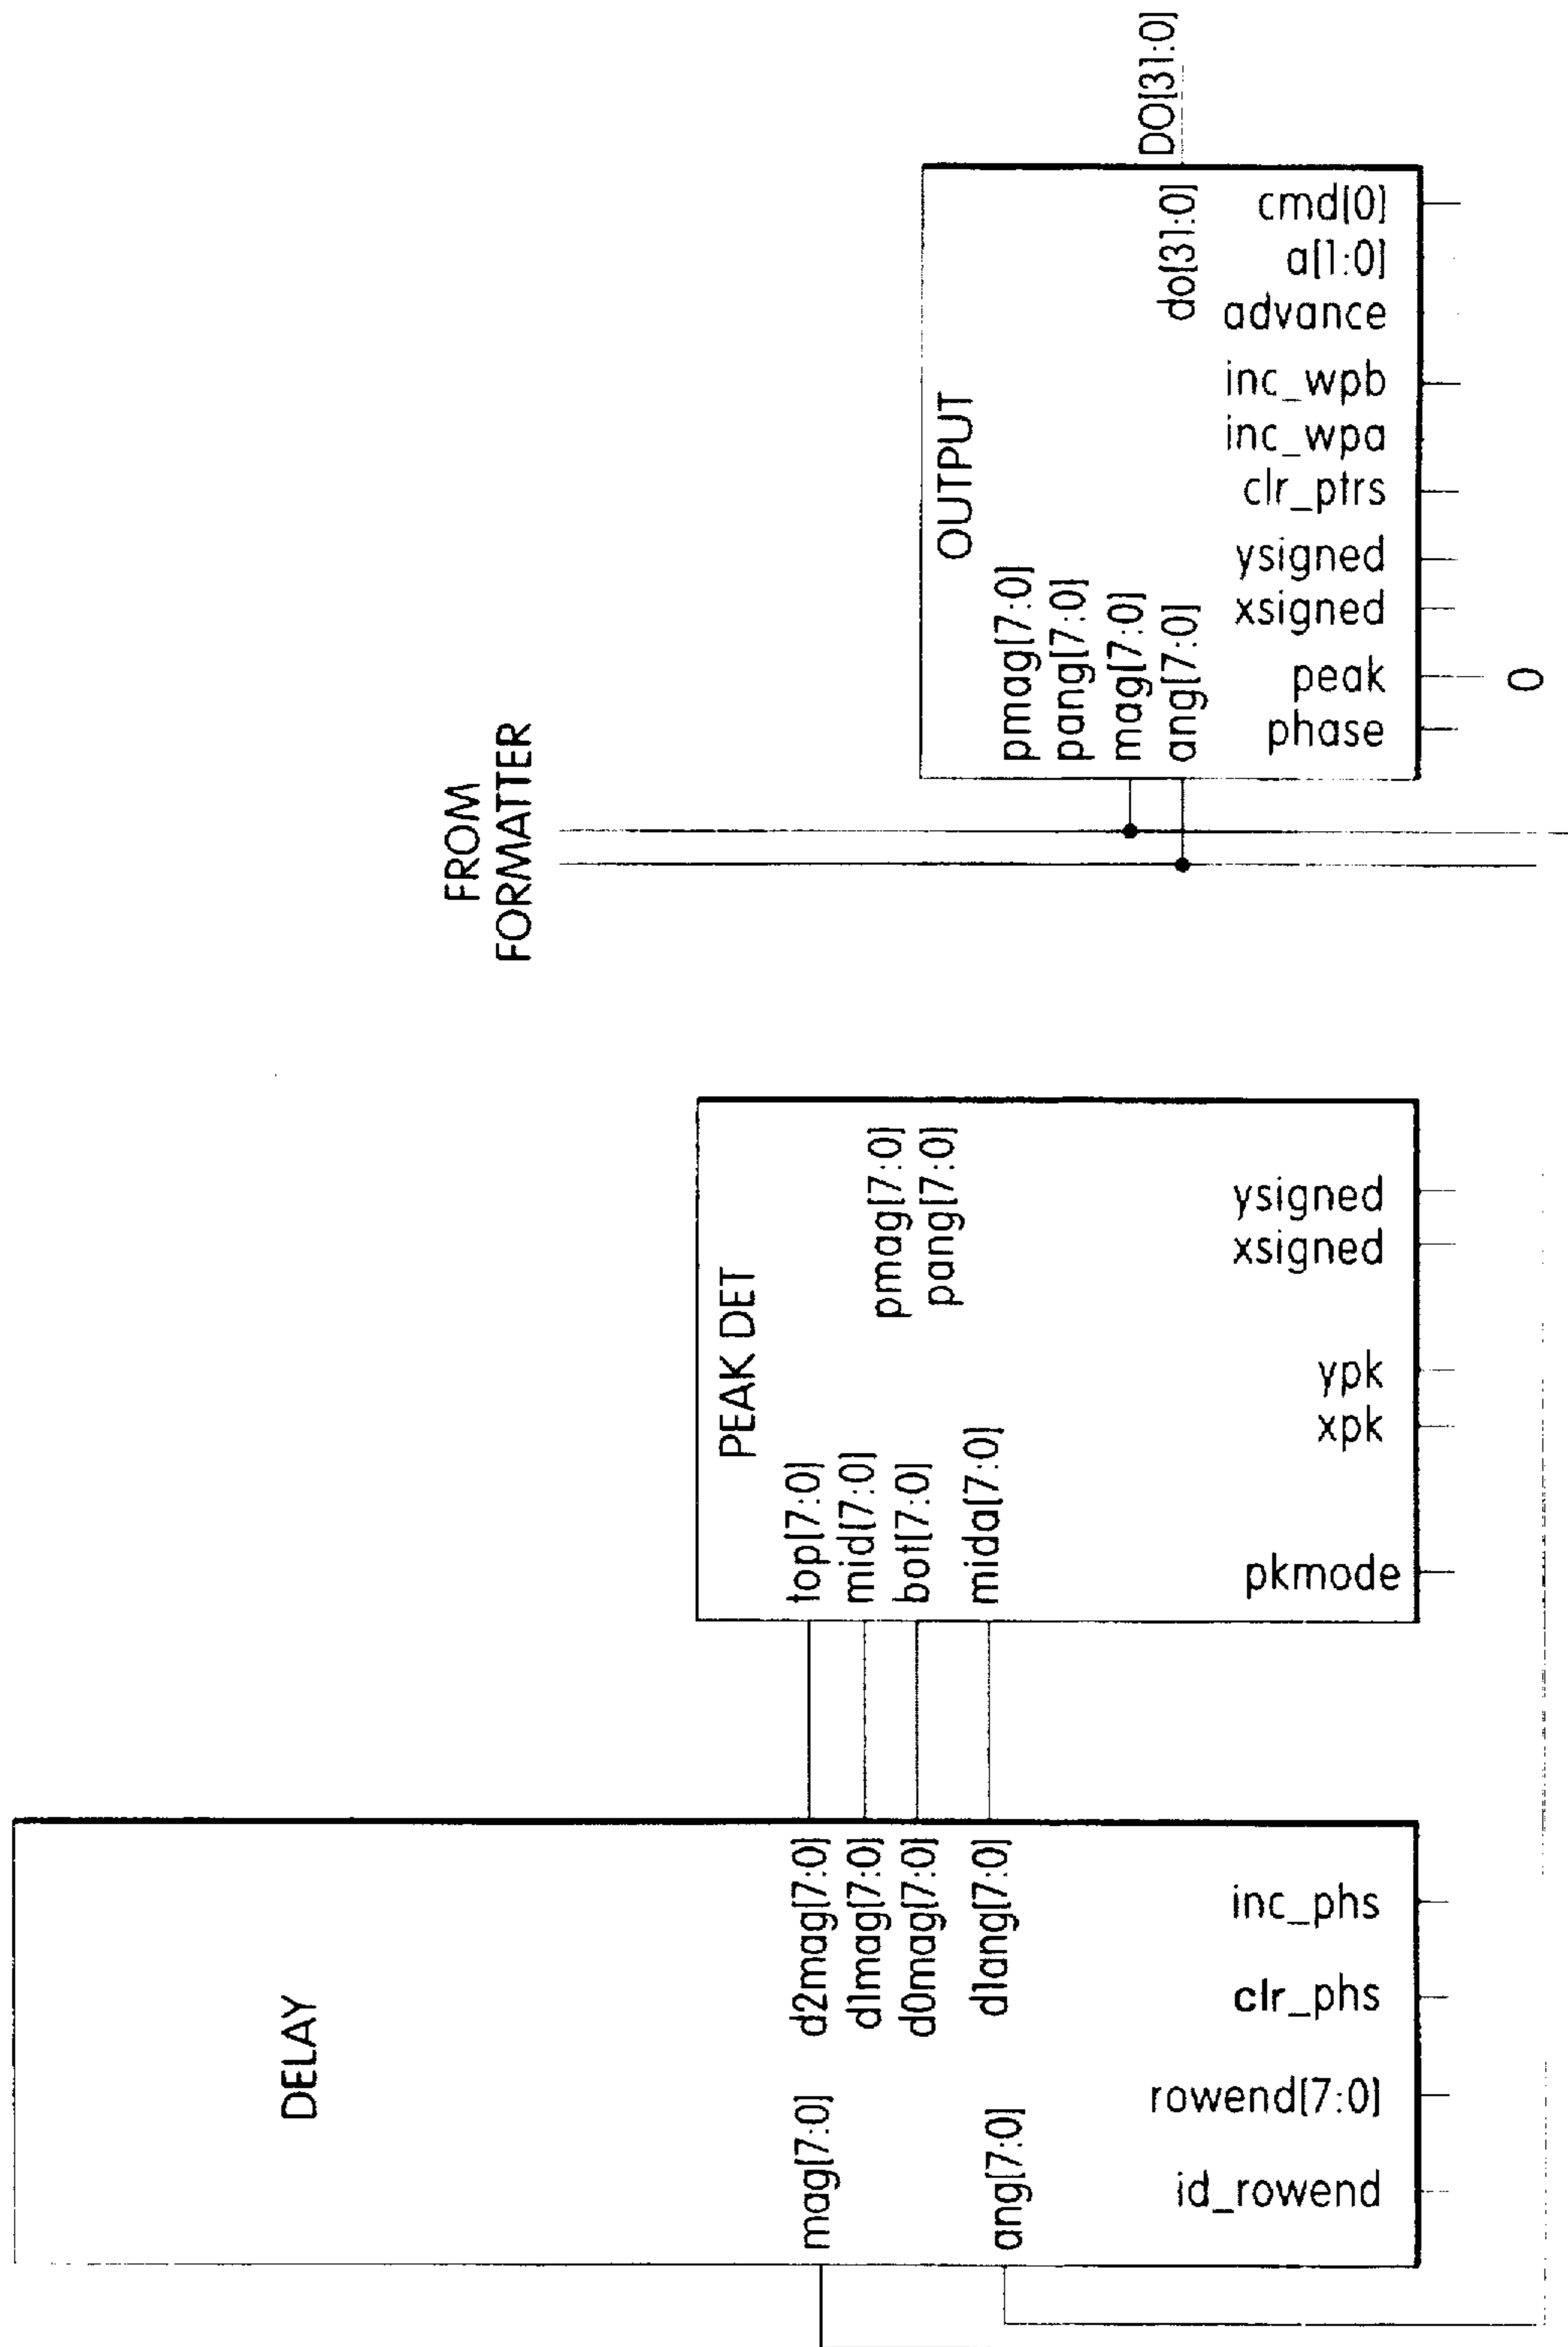 DELAY
mag[7:0]
ang[7:0]
d2mag[7:0]
d1mag[7:0]
d0mag[7:0]
d1ang[7:0]
id_rowend
rowend[7:0]
clr_phs
inc_phs
PEAK DET
top[7:0]
mid[7:0]
bot[7:0]
mida[7:0]
pmag[7:0]
pang[7:0]
pkmode
xpk
ypk
xsigned
ysigned
FROM
FORMATTER
OUTPUT
pmag[7:0]
pang[7:0]
mag[7:0]
ang[7:0]
do[31:0]
DO[31:0]
phase
peak
xsigned
ysigned
clr_ptrs
inc_wpa
inc_wpb
advance
a[1:0]
cmd[0]
0